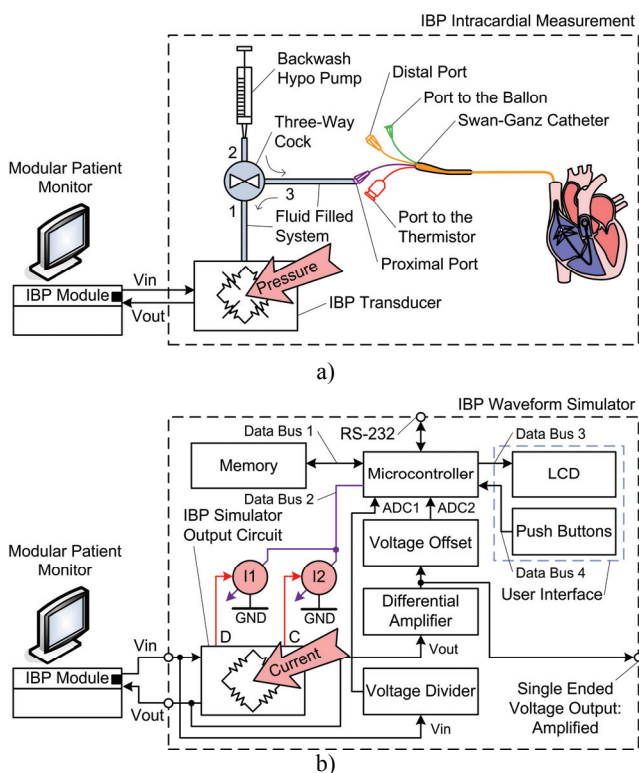 IBP Intracardial Measurement
Backwash
Hypo Pump
Distal Port
Port to the Ballon
Swan-Ganz Catheter
Three-Way
Cock
2
3
1
Fluid Filled
System
Port to the
Thermistor
Proximal Port
Modular Patient
Monitor
IBP Module
Vin
Vout
Pressure
IBP Transducer
a)
IBP Waveform Simulator
RS-232
Data Bus 1
Data Bus 3
Memory
Microcontroller
LCD
Data Bus 2
IBP Simulator
Output Circuit
ADC1
ADC2
Push Buttons
Voltage Offset
Data Bus 4
User Interface
I1
I2
GND
GND
Modular Patient
Monitor
D
C
Differential
Amplifier
Vin
Vout
IBP Module
Current
Voltage Divider
Vout
Vin
Single Ended
Voltage Output:
Amplified
b)